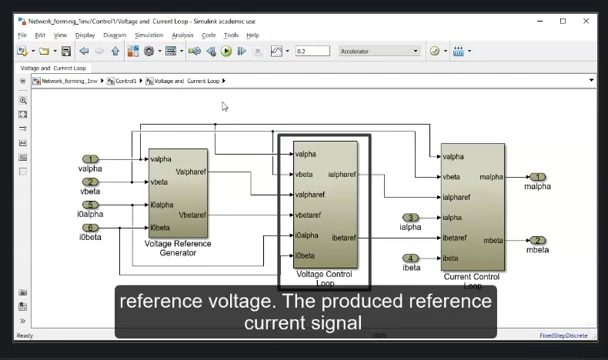 Network_forming_1inv/Control1/Voltage and Current Loop - Simulink academic use
File Edit View Display Diagram Simulation Analysis Code Tools Help
0.2 Accelerator
Voltage and Current Loop
Network_forming_1inv Control1 Voltage and Current Loop
1
valpha
2
vbeta
5
i0alpha
6
i0beta
valpha
vbeta
i0alpha
i0beta
Valpharef
Vbetaref
Voltage Reference
Generator
valpha
vbeta
valpharef
vbetaref
i0alpha
i0beta
ialpharef
ibetaref
Voltage Control
Loop
3
ialpha
4
ibeta
valpha
vbeta
ialpharef
ialpha
ibetaref
ibeta
malpha
mbeta
Current Control
Loop
1
malpha
2
mbeta
reference voltage. The produced reference
current signal
Ready 100% FixedStepDiscrete